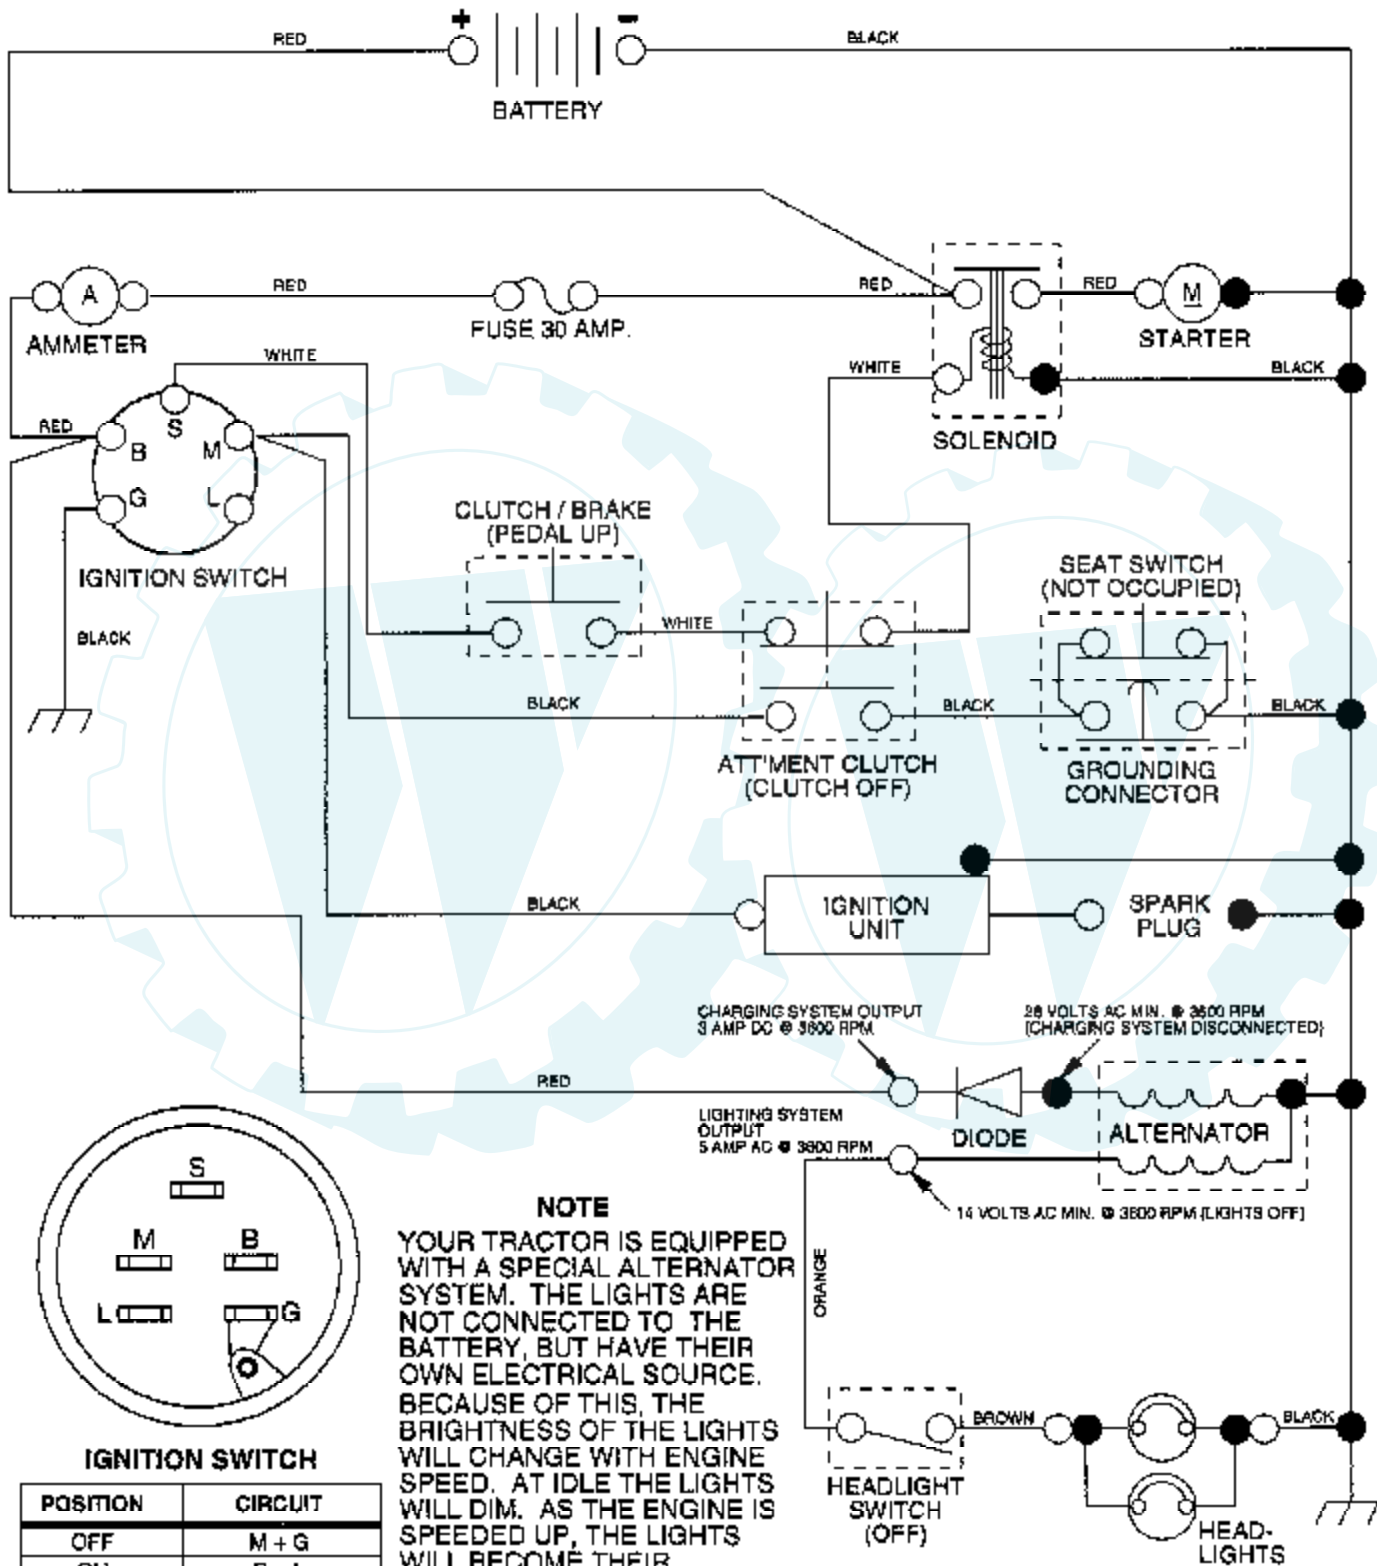 + -
RED
BLACK
BATTERY
A
RED
RED
RED
M
AMMETER
FUSE 30 AMP.
STARTER
WHITE
WHITE
BLACK
S
RED
B
M
SOLENOID
G
L
CLUTCH / BRAKE
(PEDAL UP)
IGNITION SWITCH
SEAT SWITCH
(NOT OCCUPIED)
BLACK
WHITE
BLACK
BLACK
BLACK
ATT'MENT CLUTCH
(CLUTCH OFF)
GROUNDING
CONNECTOR
BLACK
IGNITION
UNIT
SPARK
PLUG
CHARGING SYSTEM OUTPUT
3 AMP DC @ 3600 RPM
28 VOLTS AC MIN. @ 3600 RPM
(CHARGING SYSTEM DISCONNECTED)
RED
LIGHTING SYSTEM
OUTPUT
5 AMP AC @ 3600 RPM
DIODE
ALTERNATOR
14 VOLTS AC MIN. @ 3600 RPM (LIGHTS OFF)
S
M
B
L
G
NOTE
YOUR TRACTOR IS EQUIPPED
WITH A SPECIAL ALTERNATOR
SYSTEM. THE LIGHTS ARE
NOT CONNECTED TO THE
BATTERY, BUT HAVE THEIR
OWN ELECTRICAL SOURCE.
BECAUSE OF THIS, THE
BRIGHTNESS OF THE LIGHTS
WILL CHANGE WITH ENGINE
SPEED. AT IDLE THE LIGHTS
WILL DIM. AS THE ENGINE IS
SPEEDED UP, THE LIGHTS
WILL BECOME THEIR
ORANGE
BROWN
BLACK
HEADLIGHT
SWITCH
(OFF)
HEAD-
LIGHTS
IGNITION SWITCH
POSITION CIRCUIT
OFF M + G